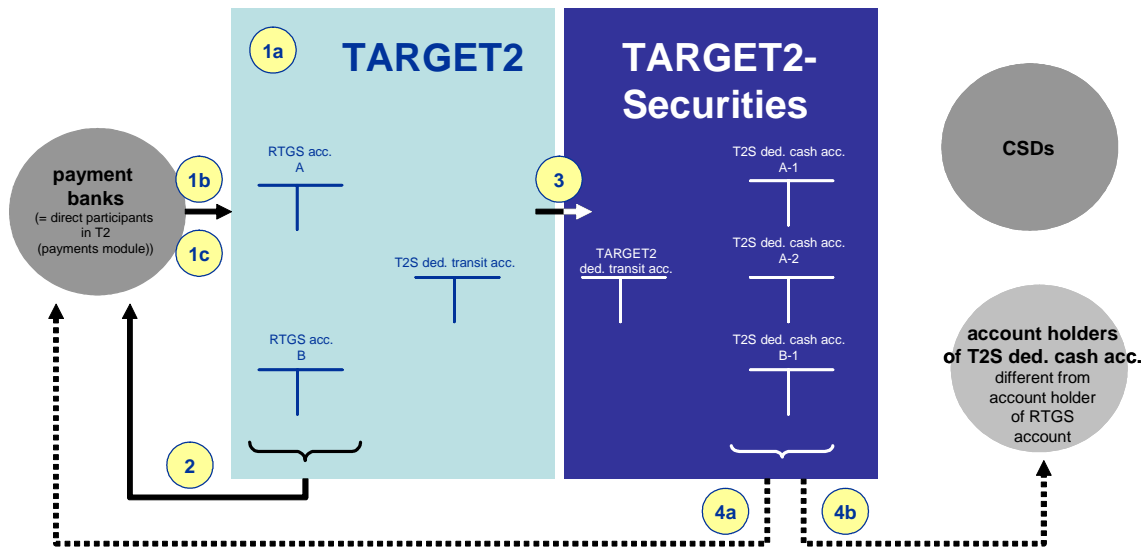 1a
TARGET2
TARGET2-
Securities
CSDs
payment
banks
(= direct participants
in T2
(payments module))
1b
1c
RTGS acc.
A
3
T2S ded. cash acc.
A-1
T2S ded. transit acc.
TARGET2
ded. transit acc.
T2S ded. cash acc.
A-2
RTGS acc.
B
T2S ded. cash acc.
B-1
account holders
of T2S ded. cash acc.
different from
account holder
of RTGS
account
2
4a
4b